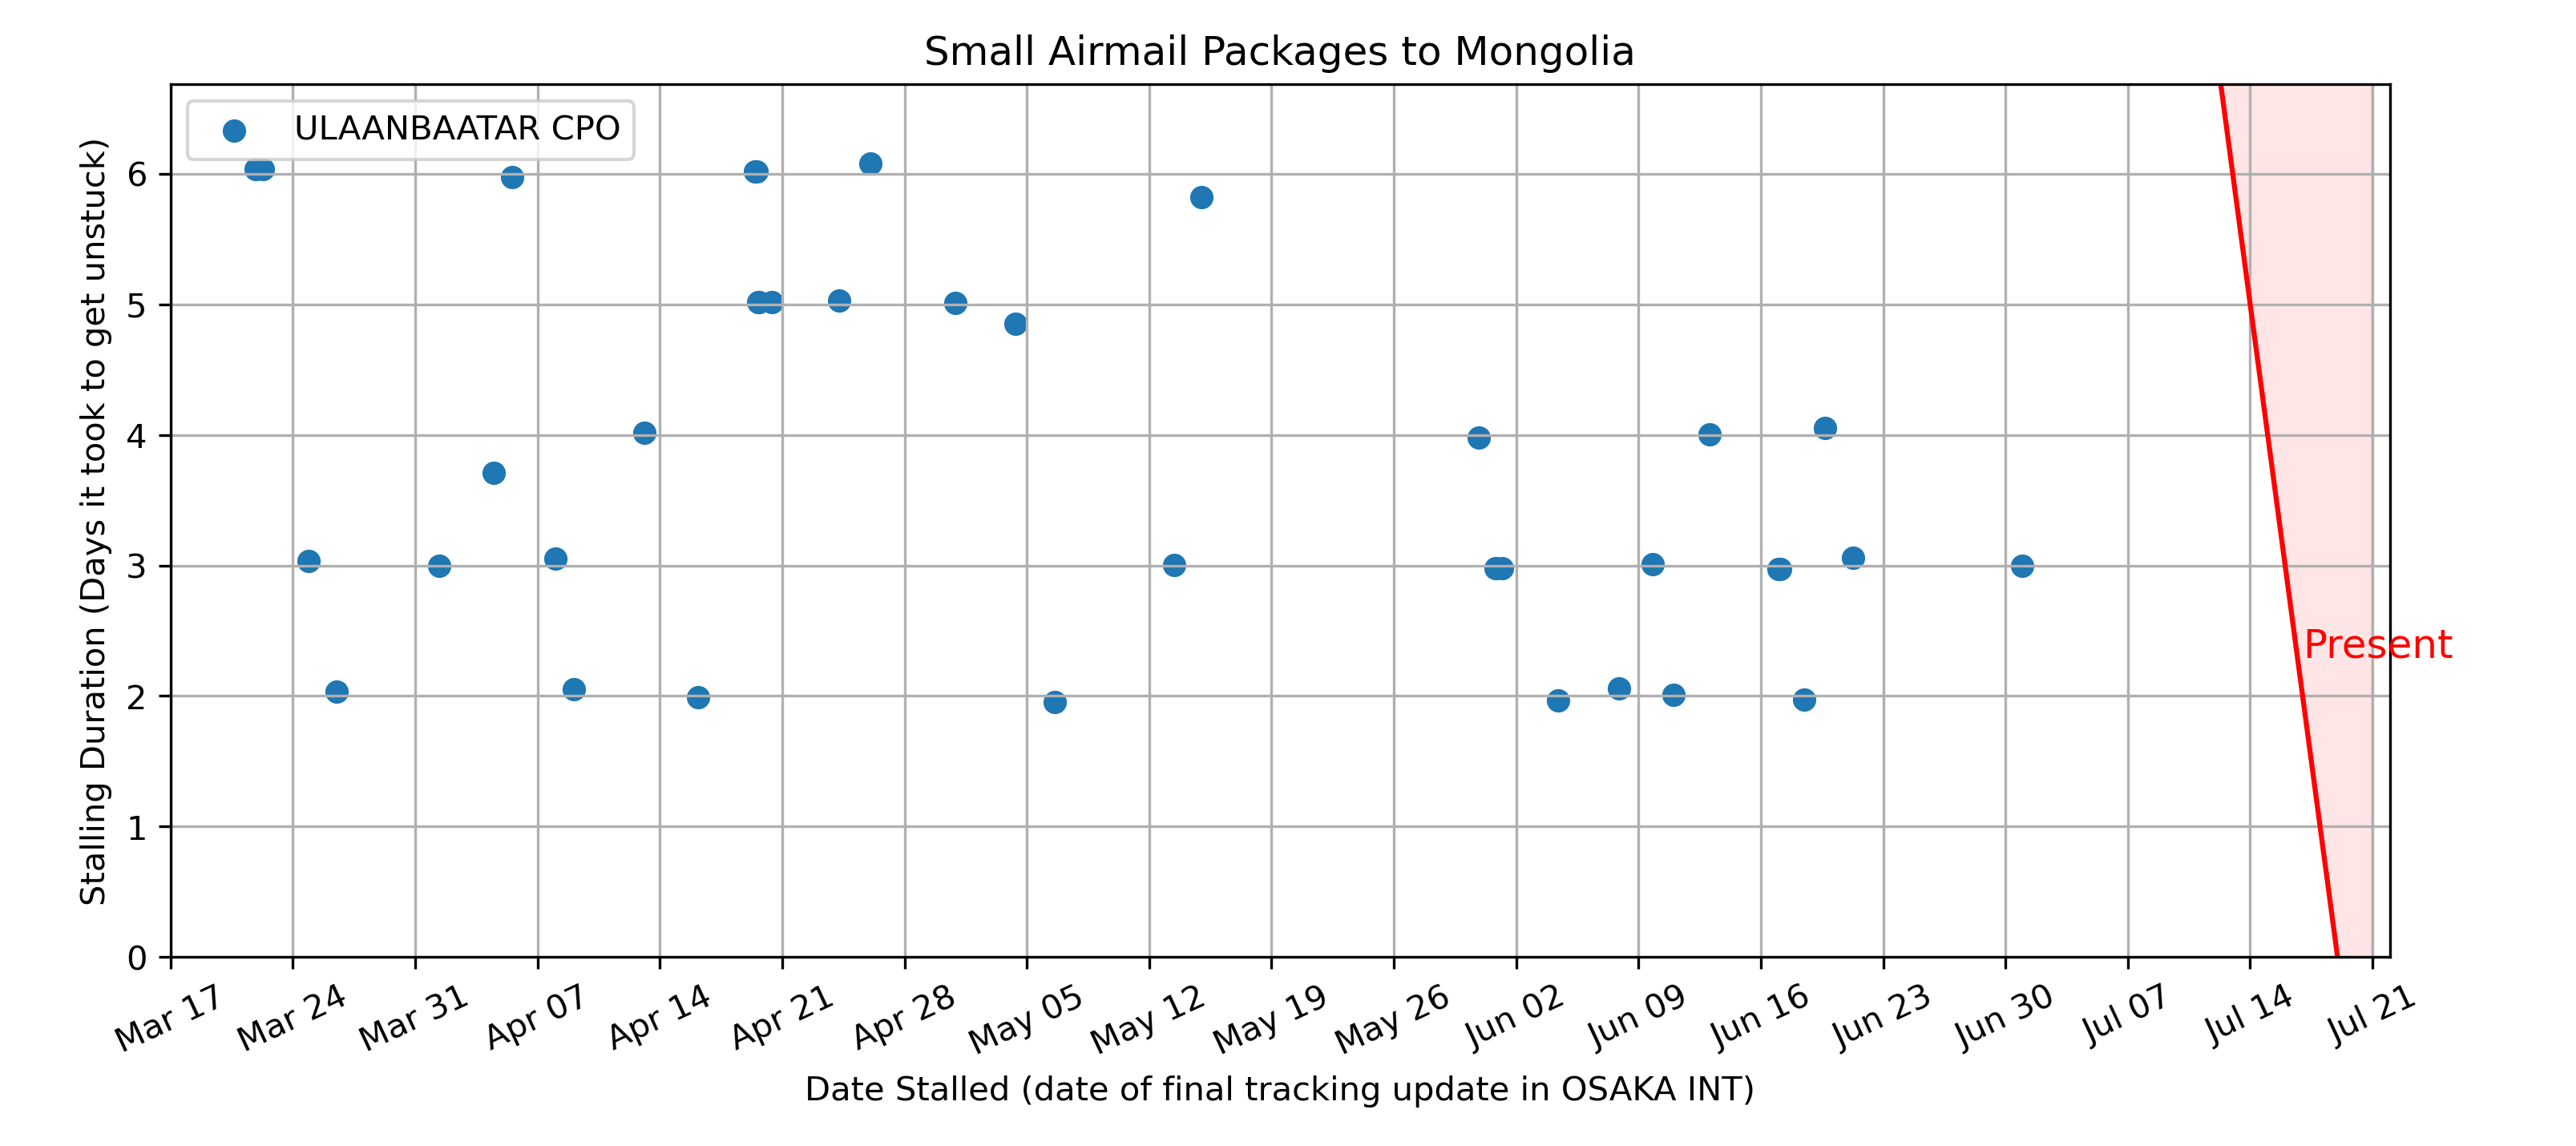 Small Airmail Packages to Mongolia
ULAANBAATAR CPO
Stalling Duration (Days it took to get unstuck)
6
5
4
3
2
1
0
Present
Mar 17
Mar 24
Mar 31
Apr 07
Apr 14
Apr 21
Apr 28
May 05
May 12
May 19
May 26
Jun 02
Jun 09
Jun 16
Jun 23
Jun 30
Jul 07
Jul 14
Jul 21
Date Stalled (date of final tracking update in OSAKA INT)